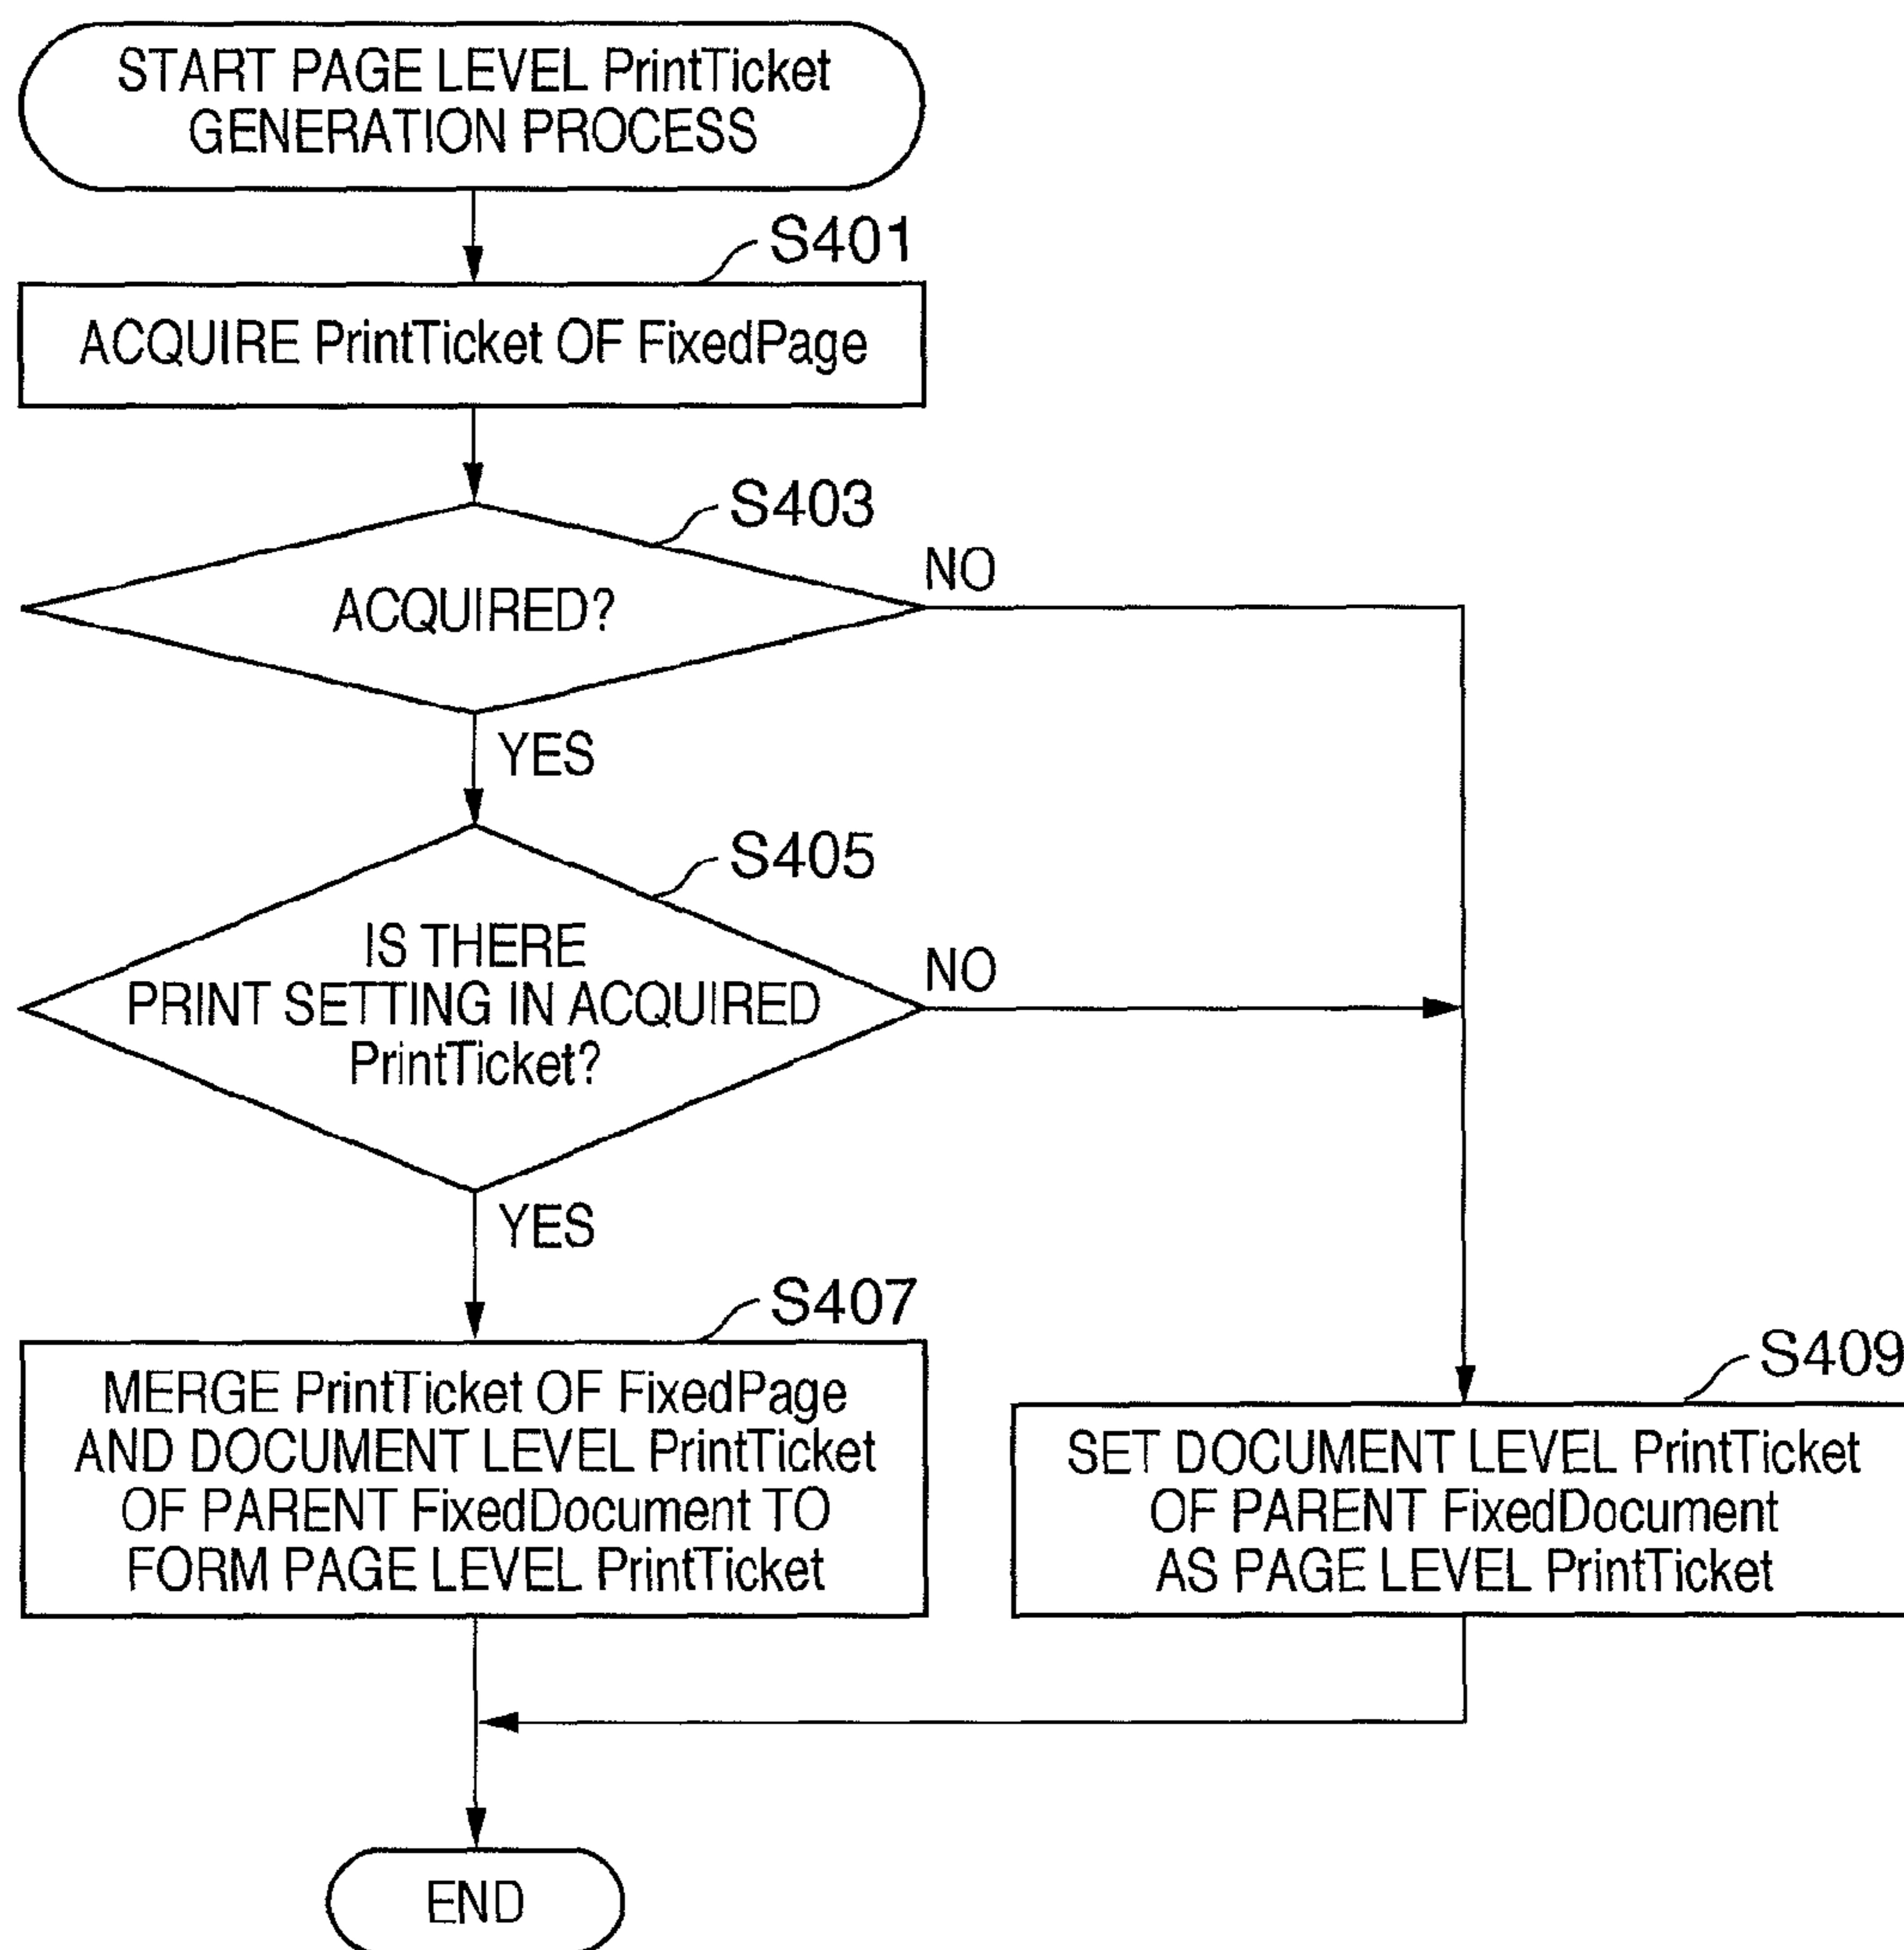 START PAGE LEVEL PrintTicket
GENERATION PROCESS
S401
ACQUIRE PrintTicket OF FixedPage
S403
ACQUIRED?
NO
YES
S405
IS THERE
PRINT SETTING IN ACQUIRED
PrintTicket?
NO
YES
S407
MERGE PrintTicket OF FixedPage
AND DOCUMENT LEVEL PrintTicket
OF PARENT FixedDocument TO
FORM PAGE LEVEL PrintTicket
S409
SET DOCUMENT LEVEL PrintTicket
OF PARENT FixedDocument
AS PAGE LEVEL PrintTicket
END